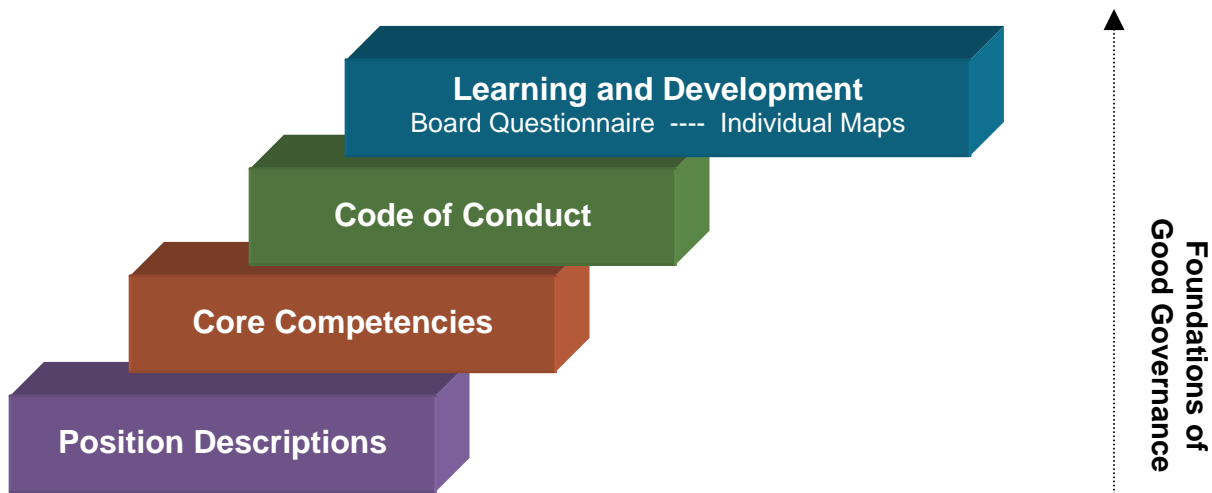 Learning and Development
Board Questionnaire ---- Individual Maps
Code of Conduct
Core Competencies
Position Descriptions
Foundations of
Good Governance